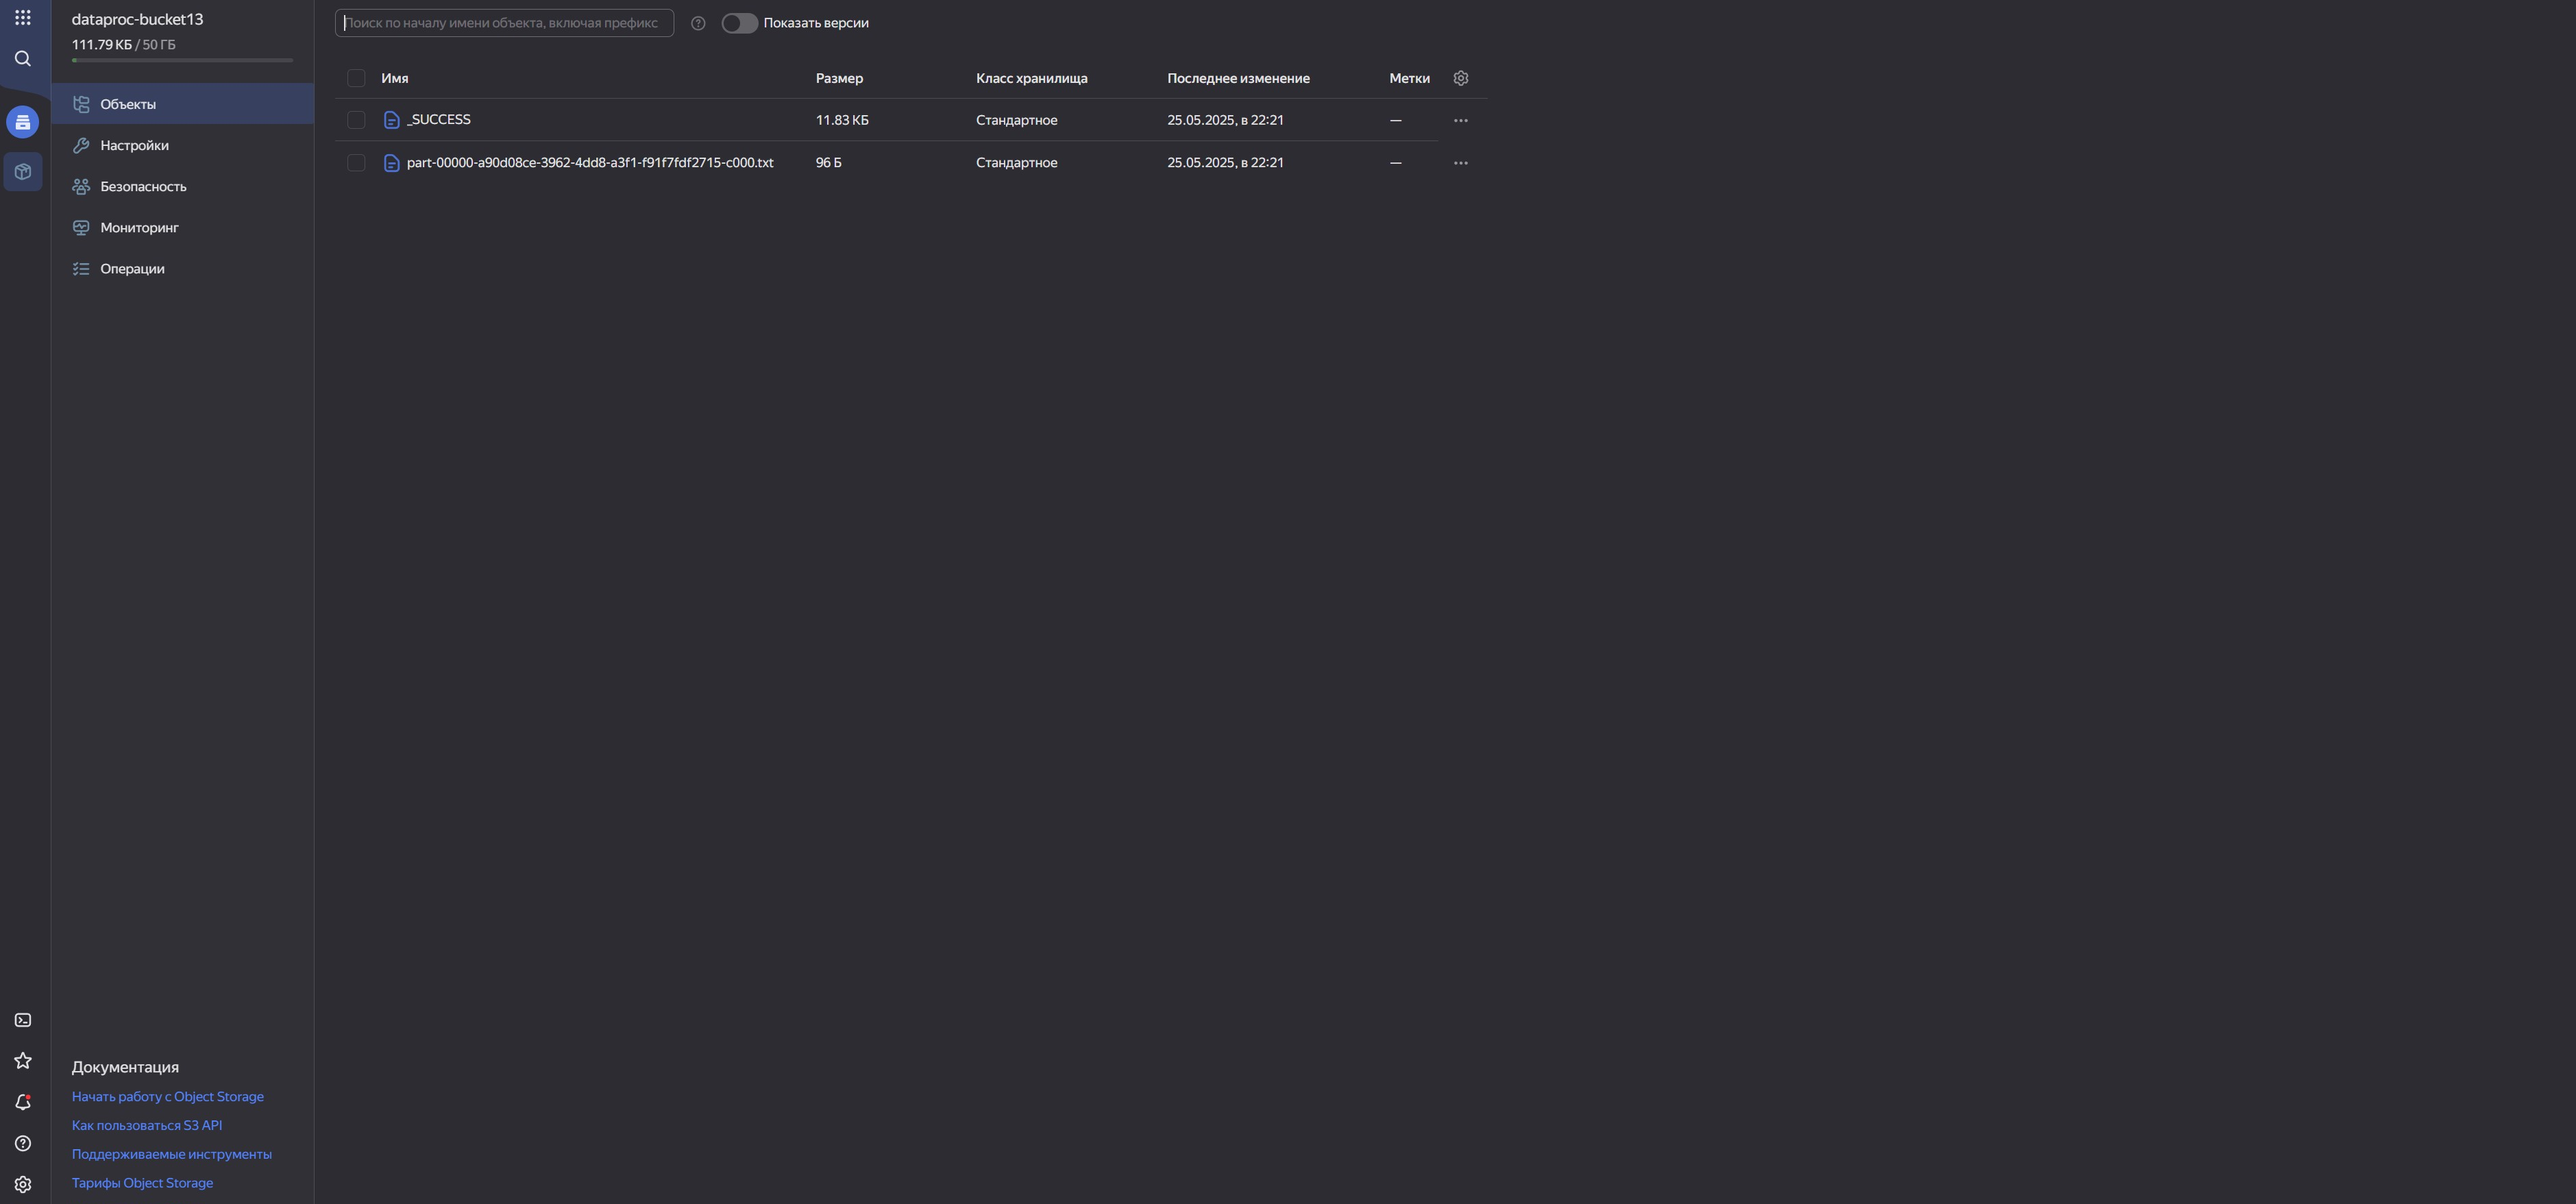 dataproc-bucket13
111.79 КБ / 50 ГБ
Объекты
Настройки
Безопасность
Мониторинг
Операции
Документация
Начать работу с Object Storage
Как пользоваться S3 API
Поддерживаемые инструменты
Тарифы Object Storage
Поиск по началу имени объекта, включая префикс
Показать версии
Имя Размер Класс хранилища Последнее изменение Метки
_SUCCESS 11.83 КБ Стандартное 25.05.2025, в 22:21 —
part-00000-a90d08ce-3962-4dd8-a3f1-f91f7fdf2715-c000.txt 96 Б Стандартное 25.05.2025, в 22:21 —